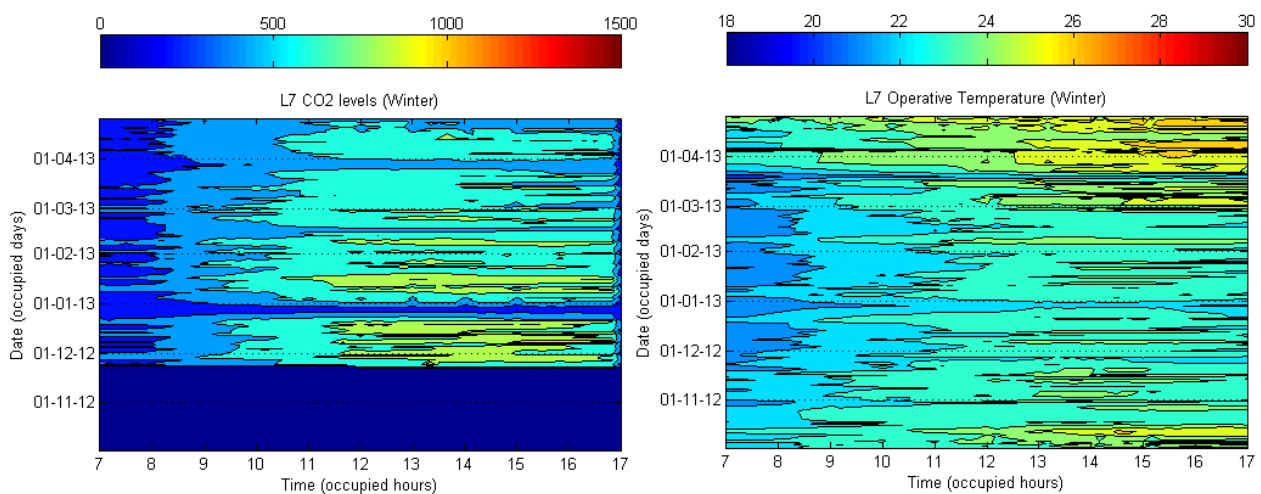 0 500 1000 1500
L7 CO2 levels (Winter)
Date (occupied days)
01-04-13
01-03-13
01-02-13
01-01-13
01-12-12
01-11-12
7 8 9 10 11 12 13 14 15 16 17
Time (occupied hours)
18 20 22 24 26 28 30
L7 Operative Temperature (Winter)
Date (occupied days)
01-04-13
01-03-13
01-02-13
01-01-13
01-12-12
01-11-12
7 8 9 10 11 12 13 14 15 16 17
Time (occupied hours)